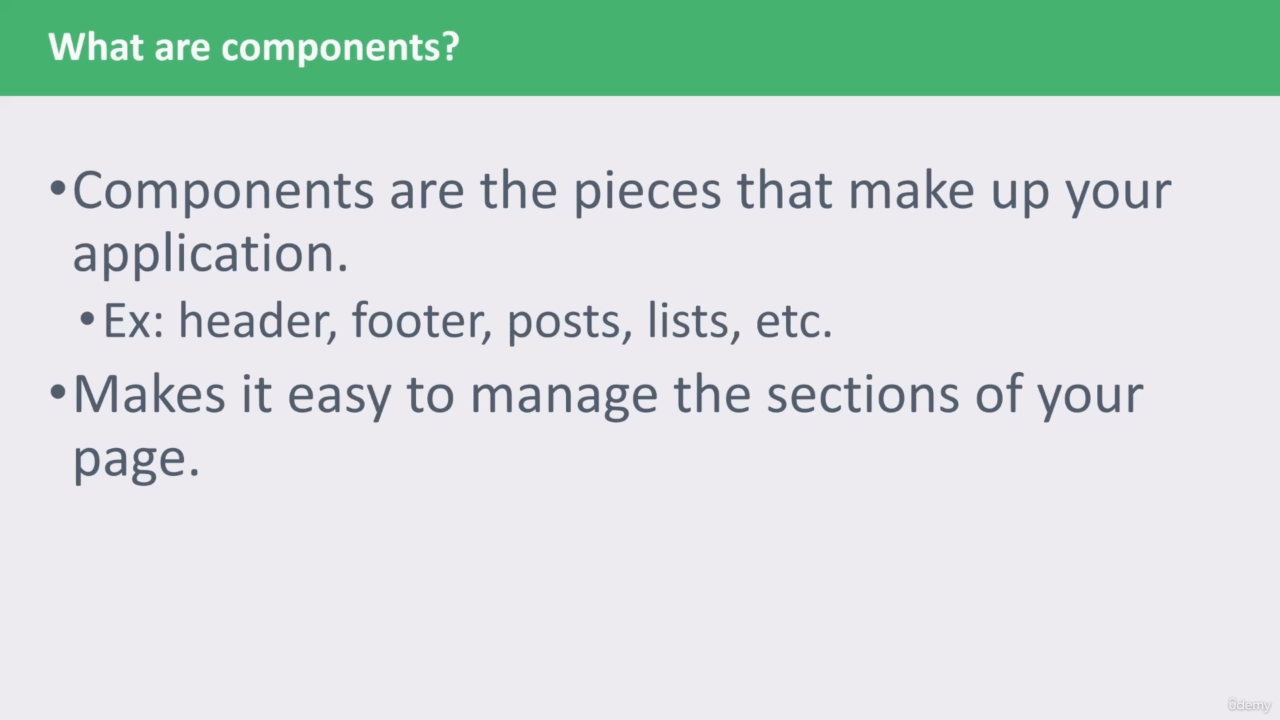 What are components?
•Components are the pieces that make up your
application.
•Ex: header, footer, posts, lists, etc.
•Makes it easy to manage the sections of your
page.
ûdemy